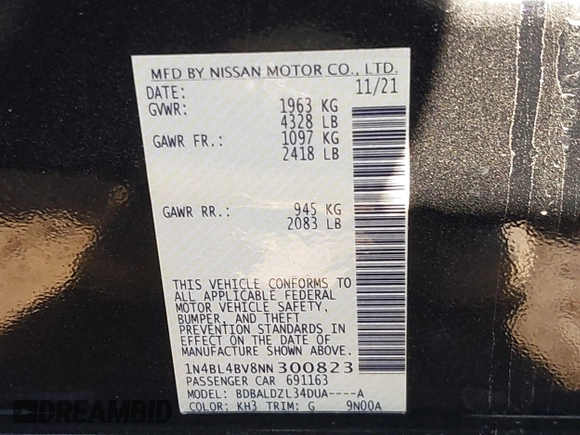 MFD BY NISSAN MOTOR CO., LTD.
DATE: 11/21
GVWR: 1963 KG
4328 LB
GAWR FR.: 1097 KG
2418 LB
GAWR RR.: 945 KG
2083 LB
THIS VEHICLE CONFORMS TO
ALL APPLICABLE FEDERAL
MOTOR VEHICLE SAFETY,
BUMPER, AND THEFT
PREVENTION STANDARDS IN
EFFECT ON THE DATE OF
MANUFACTURE SHOWN ABOVE.
1N4BL4BV8NN300823
PASSENGER CAR 691163
MODEL: BDBALDZL34DUA----A
COLOR: KH3 TRIM: G 9N00A
DREAMBID